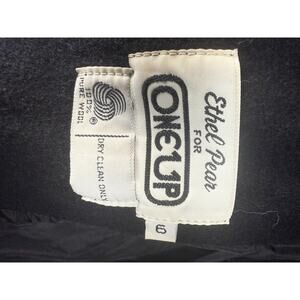 Ethel Pear
FOR
ONE UP
6
100%
PURE WOOL
®
DRY CLEAN ONLY